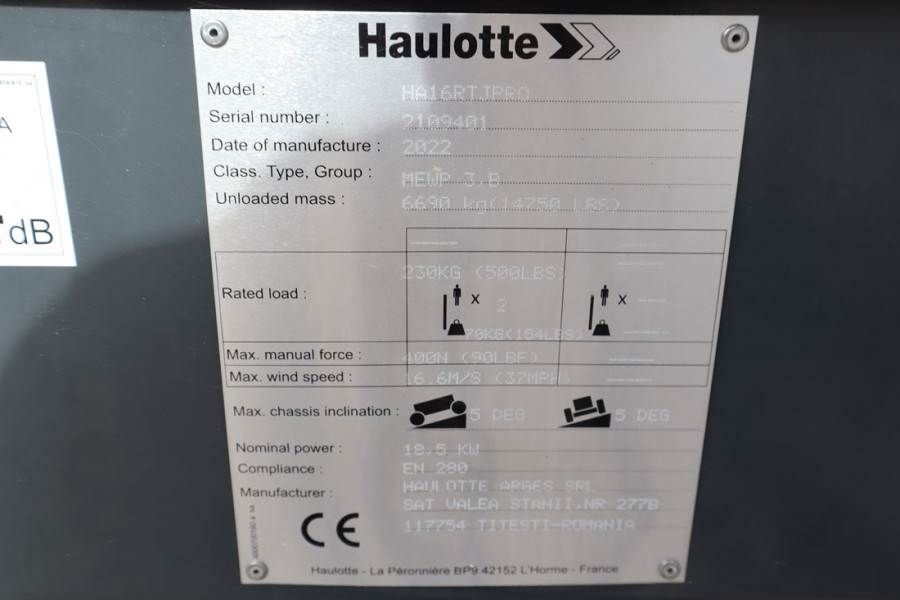 A
dB
Haulotte
Model : HA16RTJPRO
Serial number : 2109401
Date of manufacture : 2022
Class. Type, Group : MEWP 3.B
Unloaded mass : 6690 kg(14750 LBS)
230KG (500LBS)
Rated load : x 2 x
70KG(154LBS)
Max. manual force : 400N (90LBF)
Max. wind speed : 16.6M/S (37MPH)
Max. chassis inclination : 5 DEG 5 DEG
Nominal power : 18.5 KW
Compliance : EN 280
Manufacturer : HAULOTTE ARGES SRL
SAT VALEA STANII,NR 277B
117754 TITESTI-ROMANIA
CE
Haulotte - La Péronnière BP9 42152 L'Horme - France